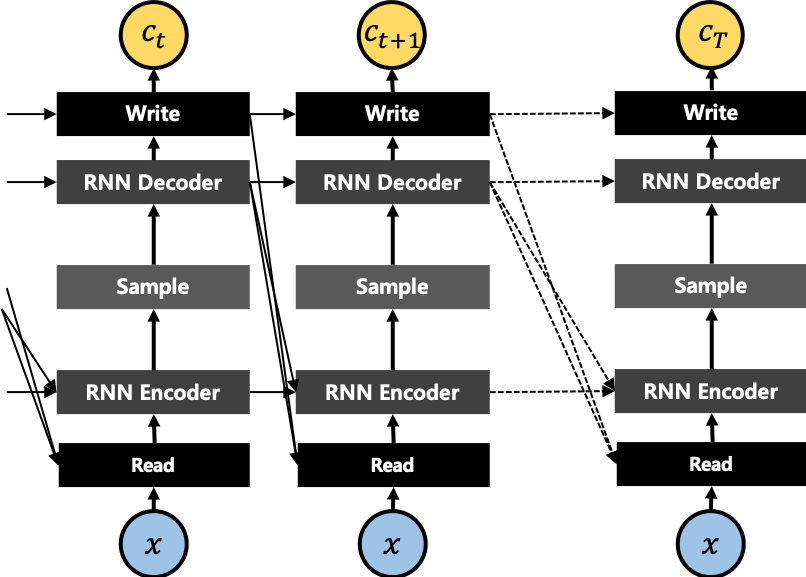 c_t c_{t+1} c_T
Write Write Write
RNN Decoder RNN Decoder RNN Decoder
Sample Sample Sample
RNN Encoder RNN Encoder RNN Encoder
Read Read Read
x x x